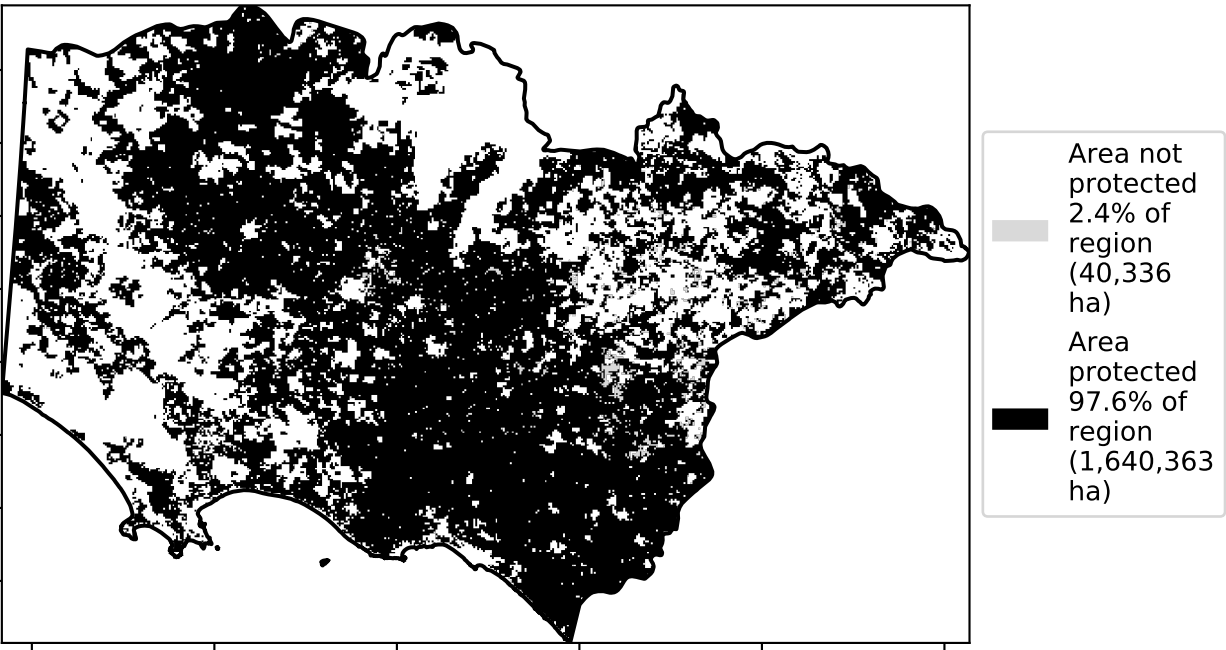 Area not
protected
2.4% of
region
(40,336
ha)
Area
protected
97.6% of
region
(1,640,363
ha)